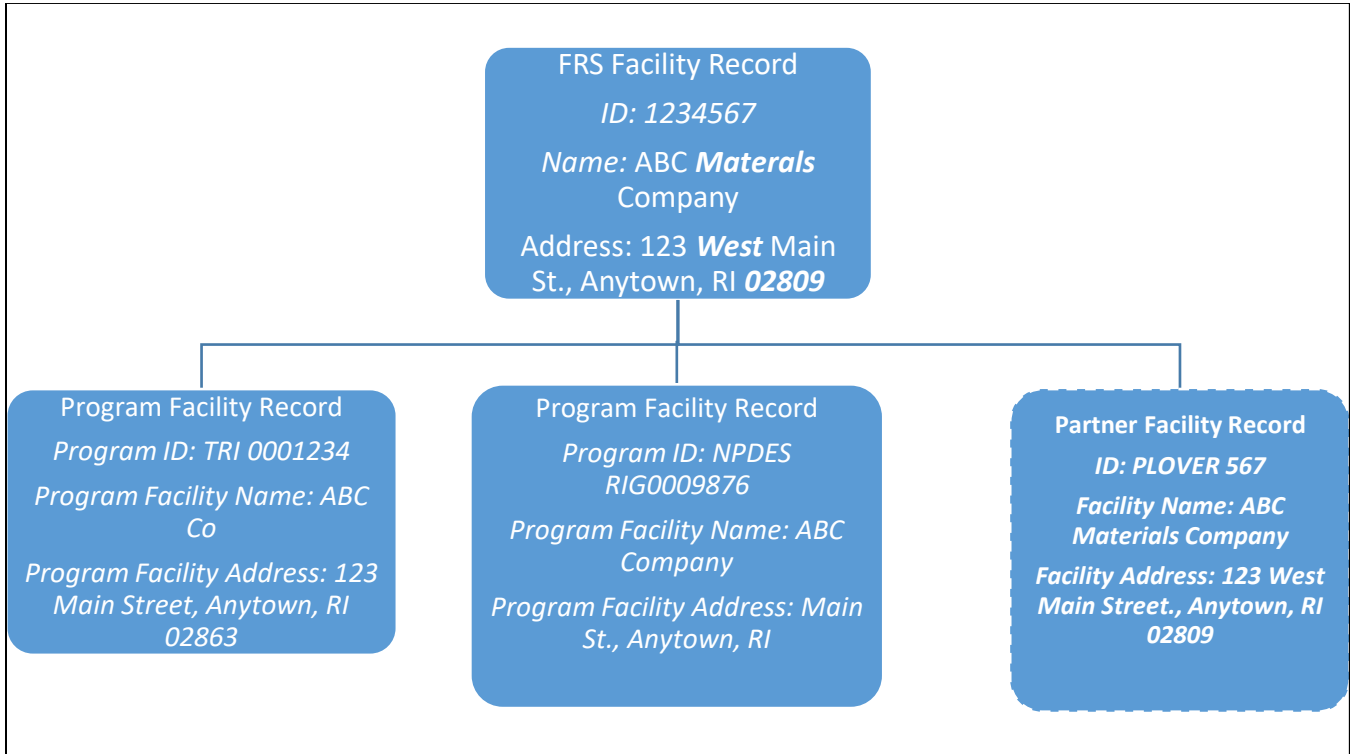 FRS Facility Record
ID: 1234567
Name: ABC Materals
Company
Address: 123 West Main
St., Anytown, RI 02809
Program Facility Record
Program ID: TRI 0001234
Program Facility Name: ABC
Co
Program Facility Address: 123
Main Street, Anytown, RI
02863
Program Facility Record
Program ID: NPDES
RIG0009876
Program Facility Name: ABC
Company
Program Facility Address: Main
St., Anytown, RI
Partner Facility Record
ID: PLOVER 567
Facility Name: ABC
Materials Company
Facility Address: 123 West
Main Street., Anytown, RI
02809